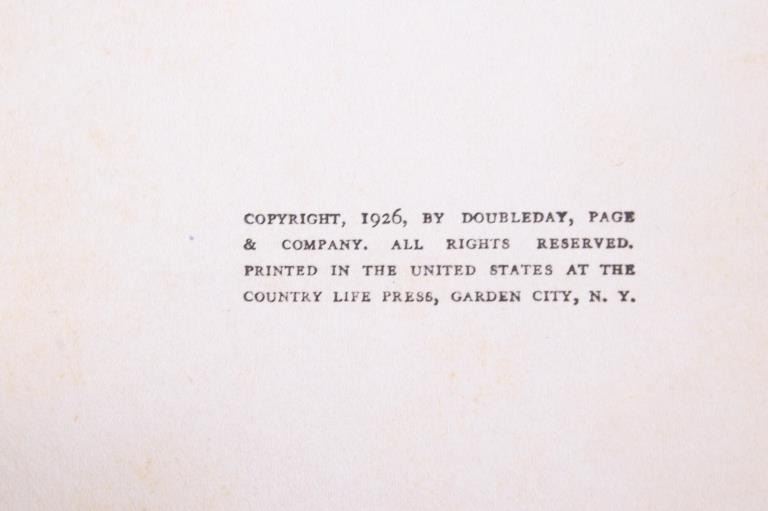 COPYRIGHT, 1926, BY DOUBLEDAY, PAGE
& COMPANY. ALL RIGHTS RESERVED.
PRINTED IN THE UNITED STATES AT THE
COUNTRY LIFE PRESS, GARDEN CITY, N. Y.